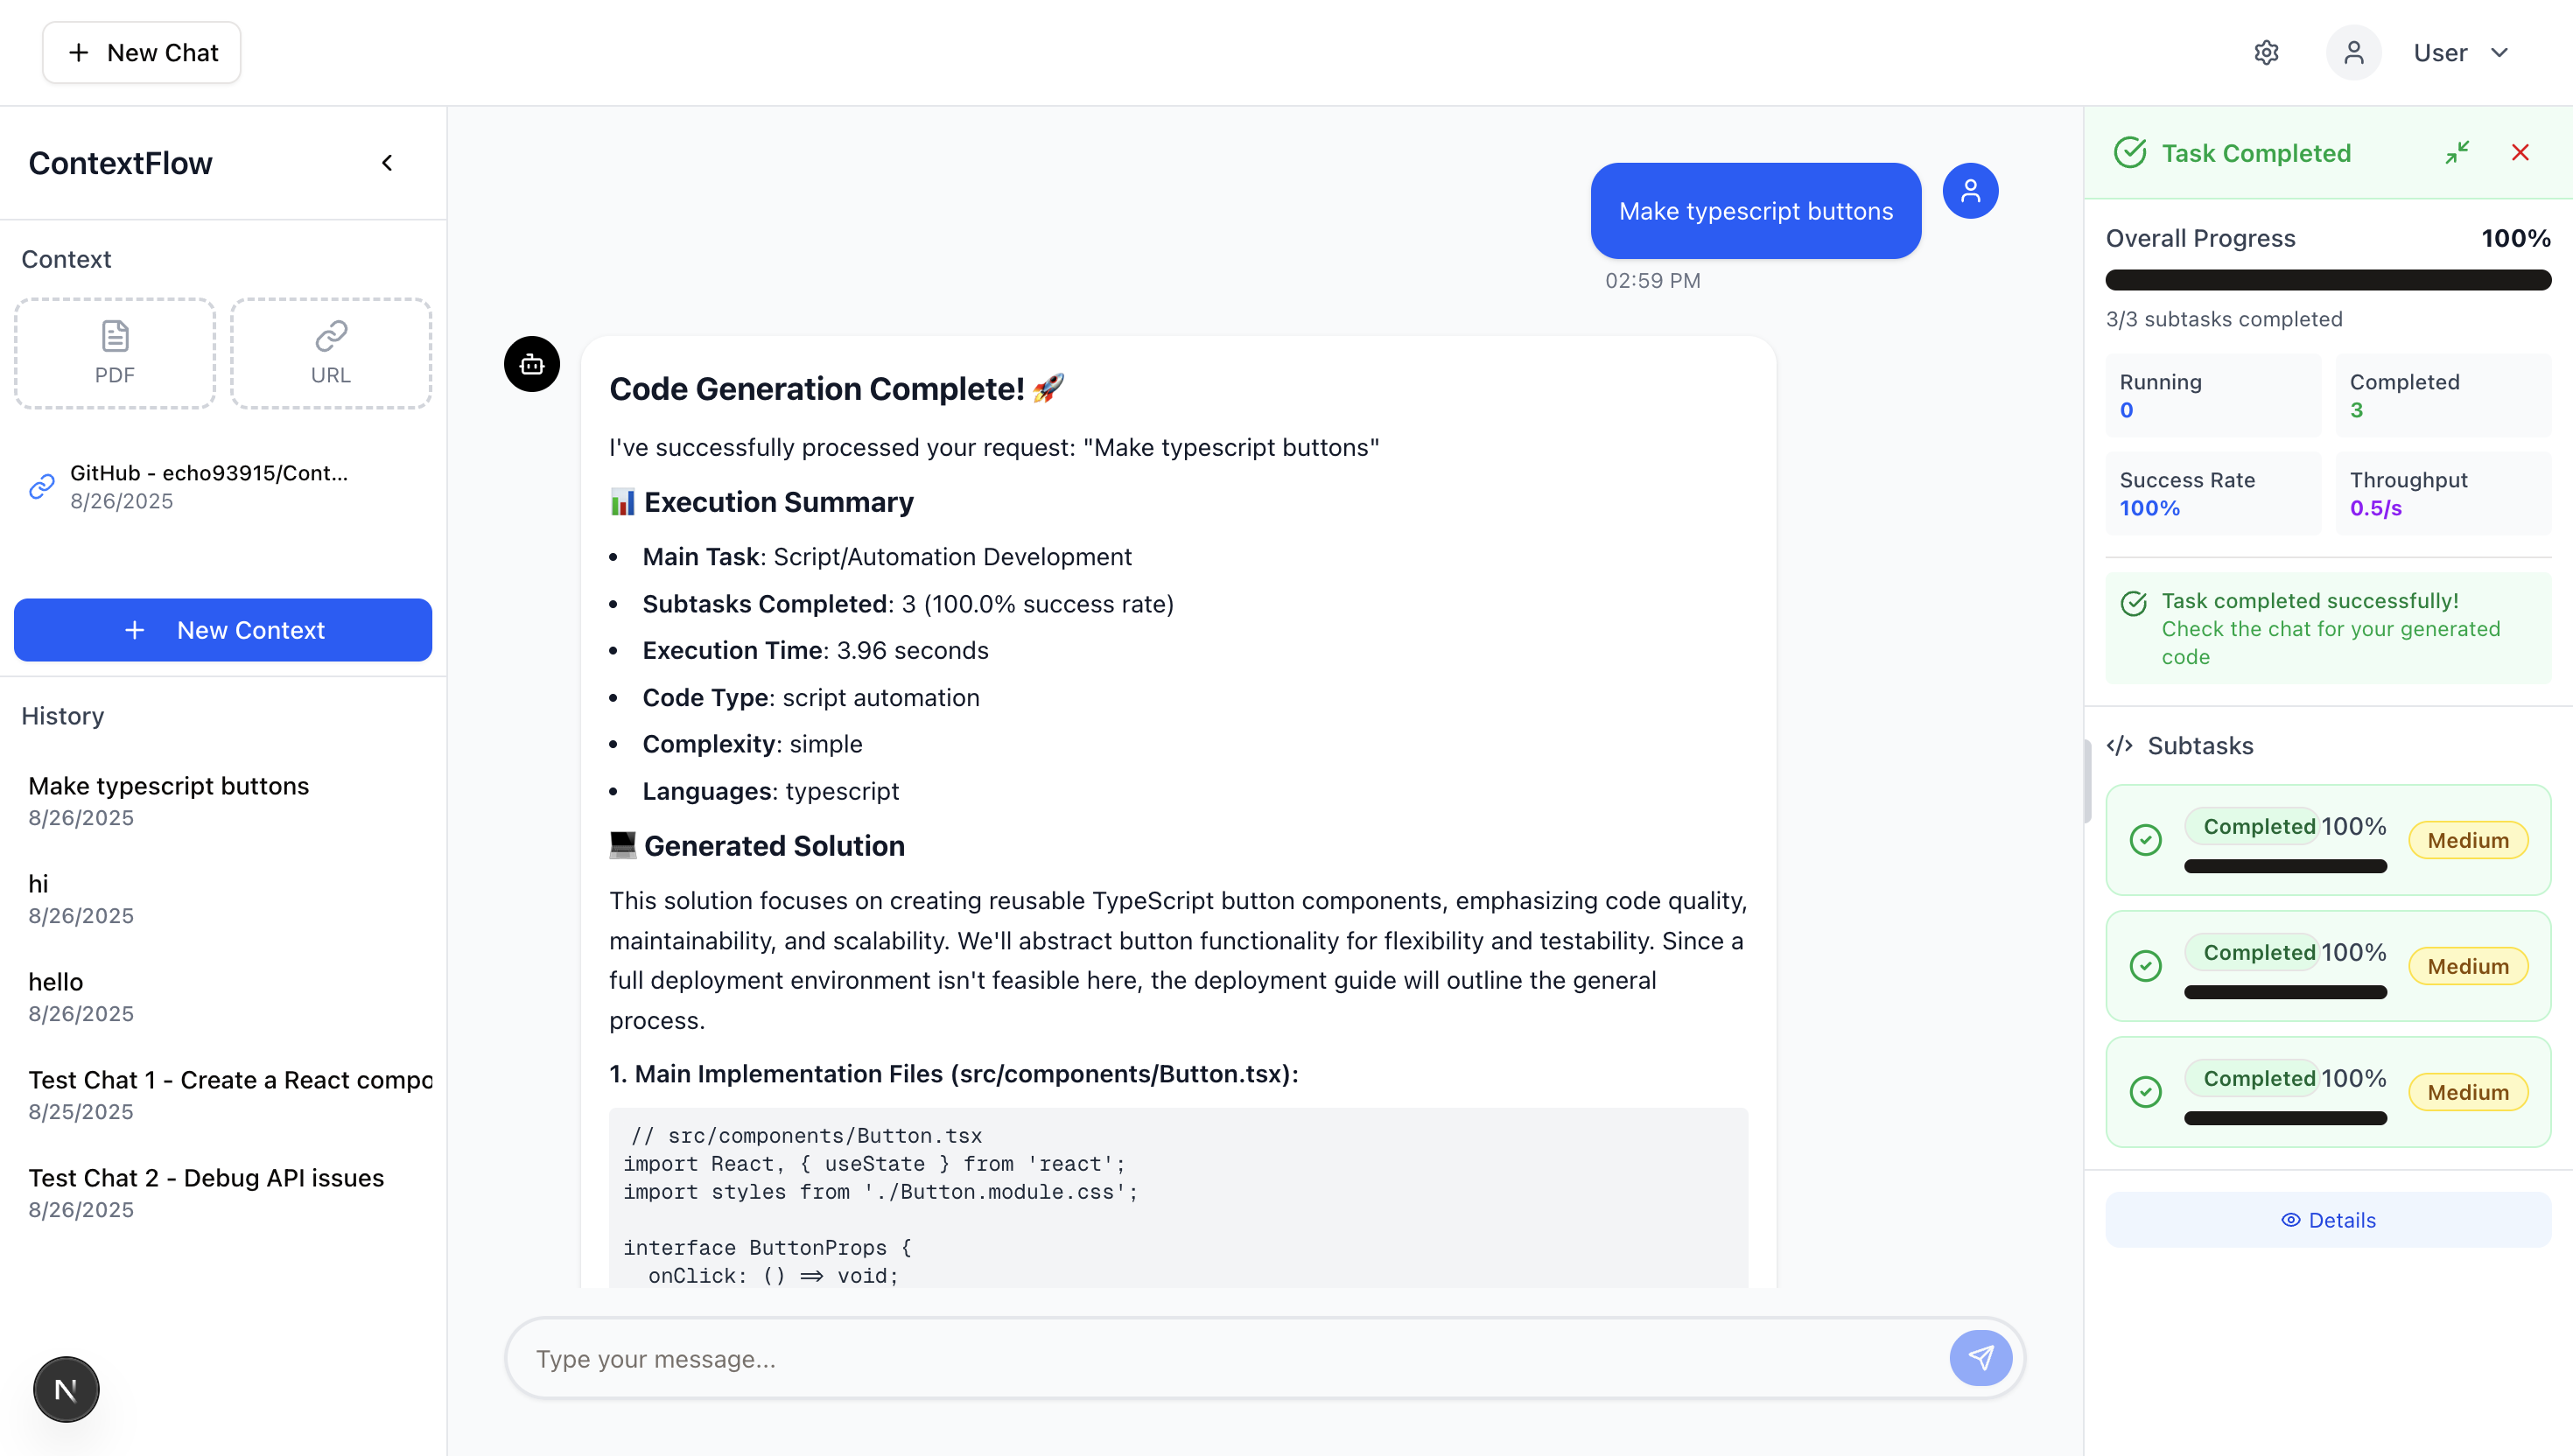 New Chat
User
ContextFlow
Context
PDF
URL
GitHub - echo93915/Cont...
8/26/2025
New Context
History
Make typescript buttons
8/26/2025
hi
8/26/2025
hello
8/26/2025
Test Chat 1 - Create a React compo
8/25/2025
Test Chat 2 - Debug API issues
8/26/2025
N
Make typescript buttons
02:59 PM
Code Generation Complete! 🚀
I've successfully processed your request: "Make typescript buttons"
📊 Execution Summary
• Main Task: Script/Automation Development
• Subtasks Completed: 3 (100.0% success rate)
• Execution Time: 3.96 seconds
• Code Type: script automation
• Complexity: simple
• Languages: typescript
💻 Generated Solution
This solution focuses on creating reusable TypeScript button components, emphasizing code quality,
maintainability, and scalability. We'll abstract button functionality for flexibility and testability. Since a
full deployment environment isn't feasible here, the deployment guide will outline the general
process.
1. Main Implementation Files (src/components/Button.tsx):
// src/components/Button.tsx
import React, { useState } from 'react';
import styles from './Button.module.css';
interface ButtonProps {
onClick: () => void;
Type your message...
Task Completed
Overall Progress 100%
3/3 subtasks completed
Running
0
Completed
3
Success Rate
100%
Throughput
0.5/s
Task completed successfully!
Check the chat for your generated
code
</> Subtasks
Completed 100% Medium
Completed 100% Medium
Completed 100% Medium
Details